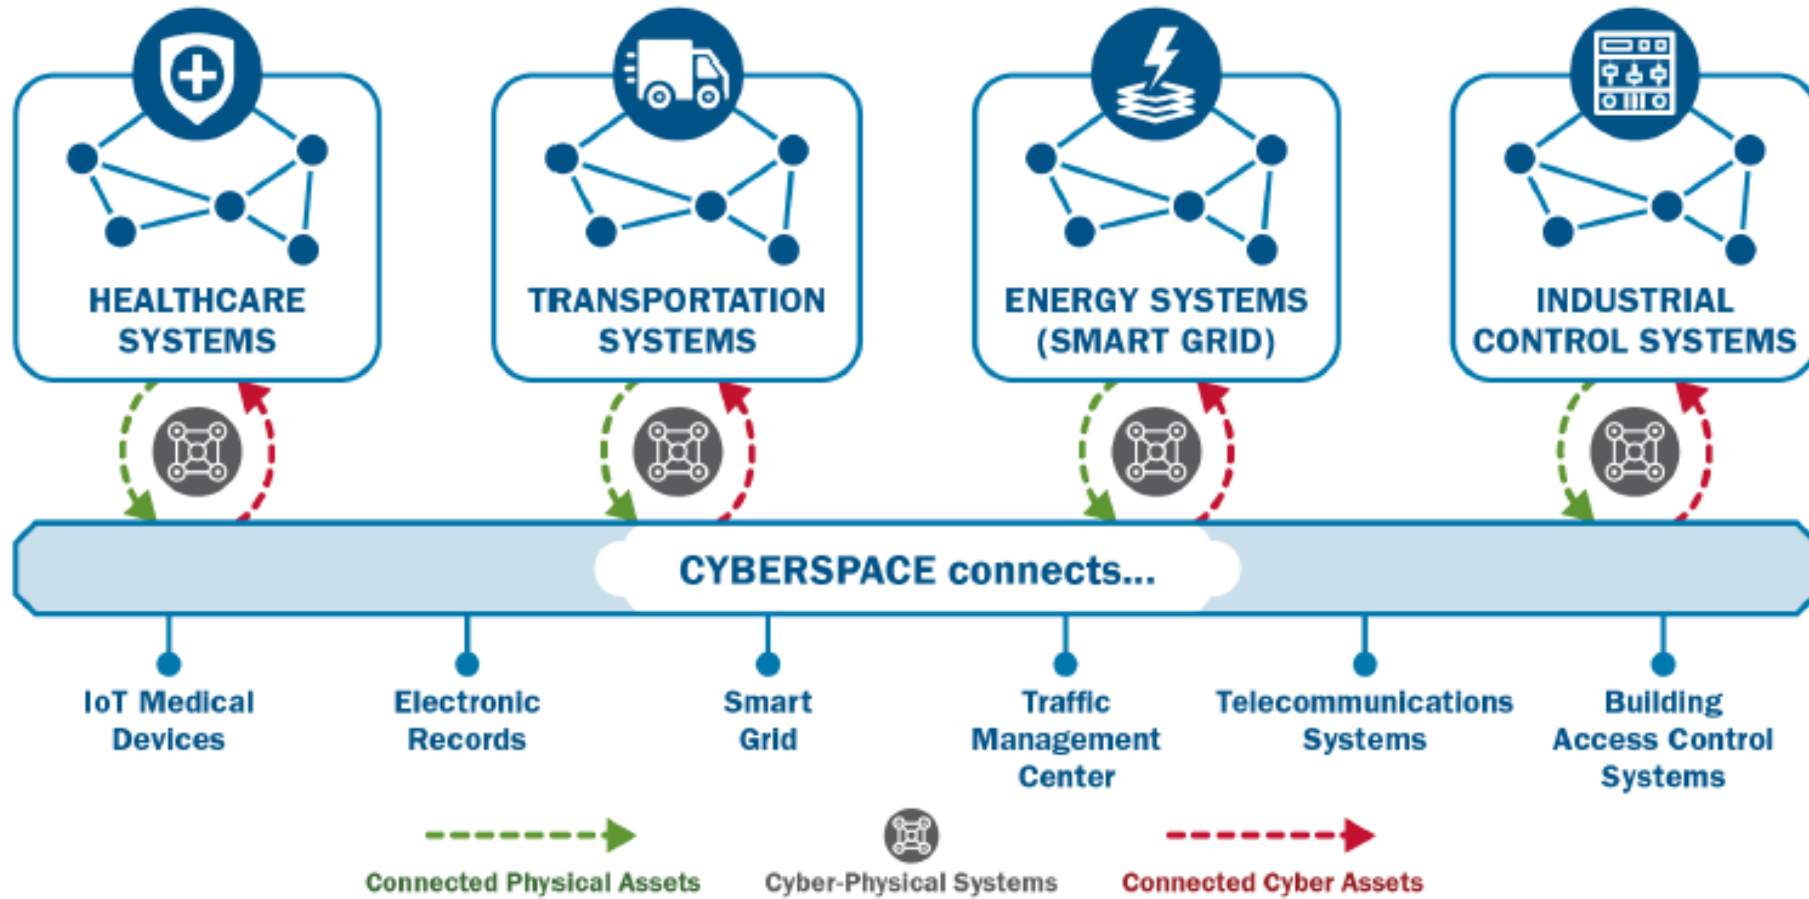 HEALTHCARE
SYSTEMS
TRANSPORTATION
SYSTEMS
ENERGY SYSTEMS
(SMART GRID)
INDUSTRIAL
CONTROL SYSTEMS
CYBERSPACE connects...
IoT Medical
Devices
Electronic
Records
Smart
Grid
Traffic
Management
Center
Telecommunications
Systems
Building
Access Control
Systems
Connected Physical Assets
Cyber-Physical Systems
Connected Cyber Assets